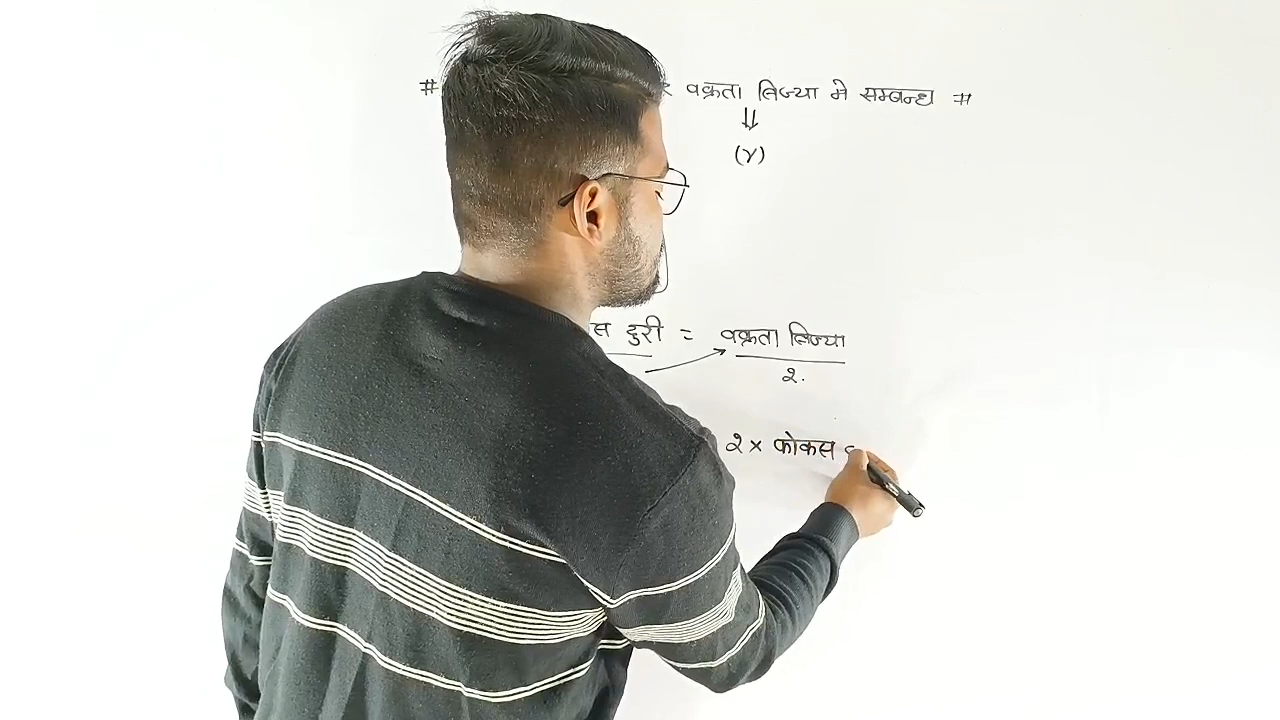 # वक्रता त्रिज्या मे सम्बन्ध #
(r)
दुरी = वक्रता त्रिज्या
२.
२ × फोकस